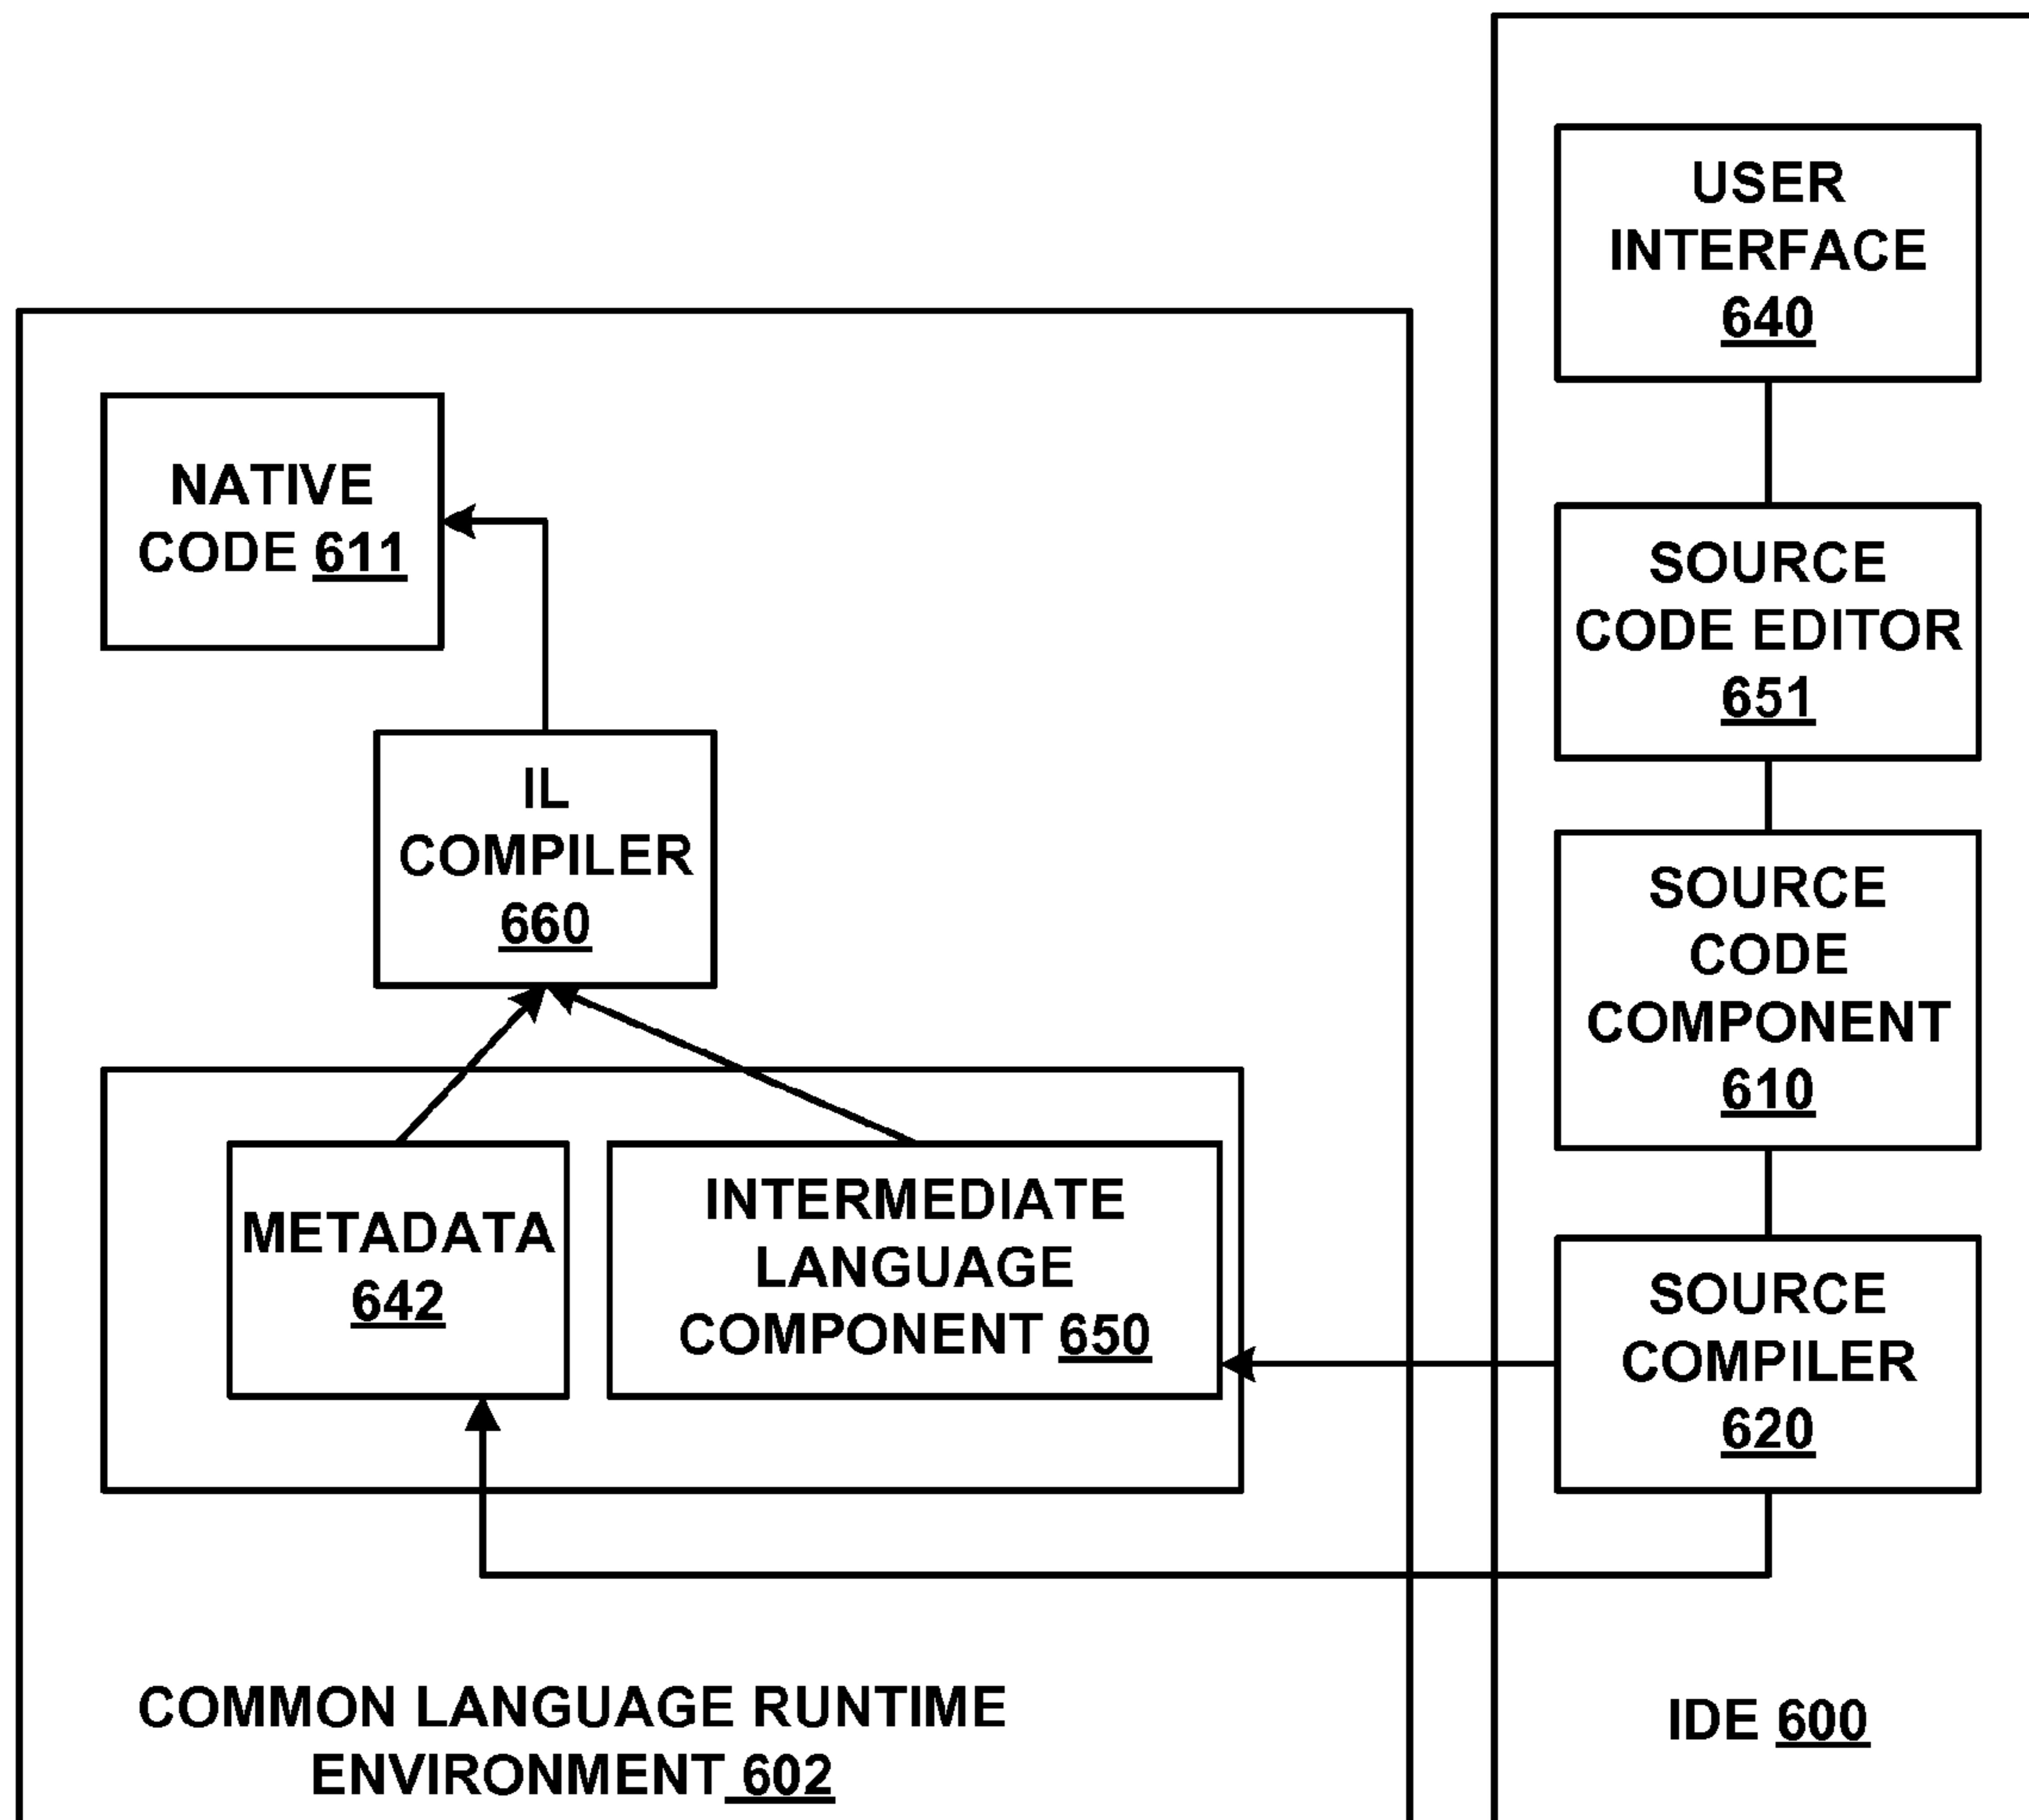 USER
INTERFACE
640
NATIVE
CODE 611
SOURCE
CODE EDITOR
651
IL
COMPILER
660
SOURCE
CODE
COMPONENT
610
METADATA
642
INTERMEDIATE
LANGUAGE
COMPONENT 650
SOURCE
COMPILER
620
COMMON LANGUAGE RUNTIME
ENVIRONMENT 602
IDE 600